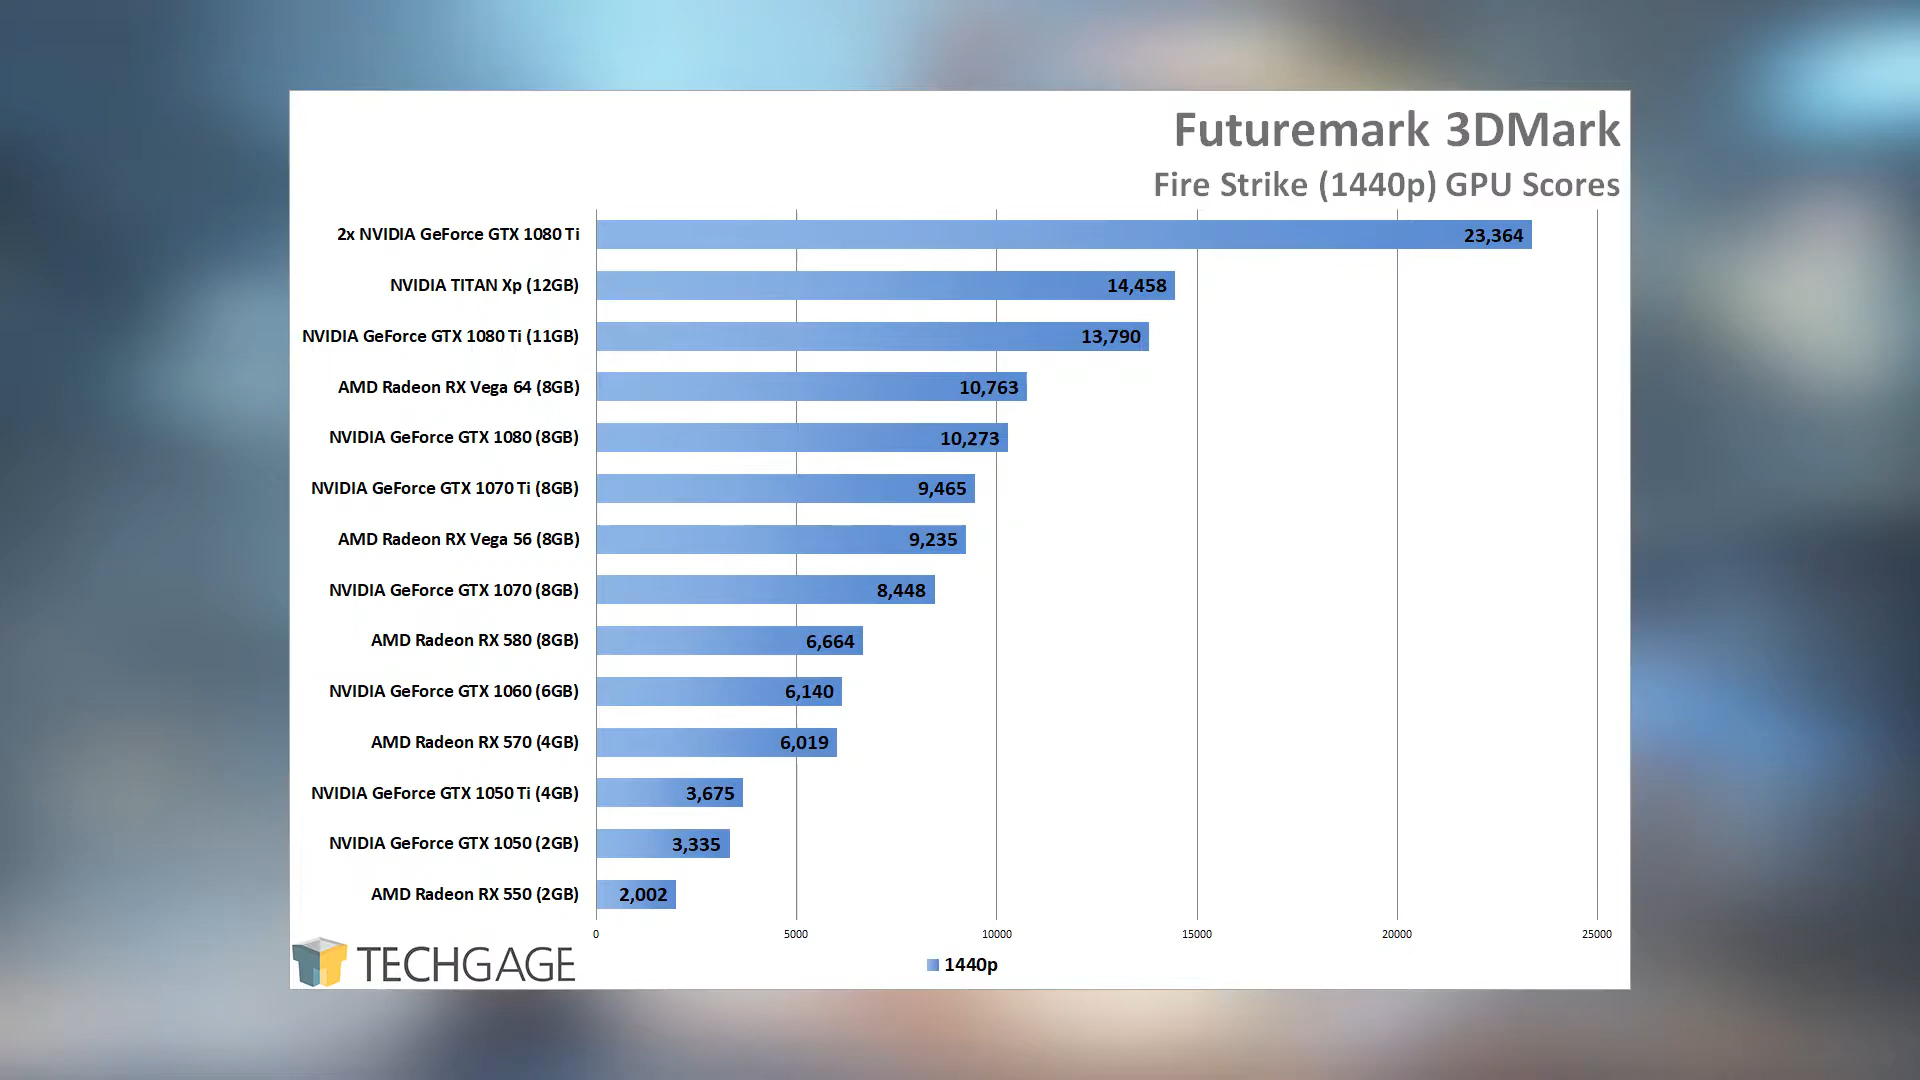 Futuremark 3DMark
Fire Strike (1440p) GPU Scores
2x NVIDIA GeForce GTX 1080 Ti 23,364
NVIDIA TITAN Xp (12GB) 14,458
NVIDIA GeForce GTX 1080 Ti (11GB) 13,790
AMD Radeon RX Vega 64 (8GB) 10,763
NVIDIA GeForce GTX 1080 (8GB) 10,273
NVIDIA GeForce GTX 1070 Ti (8GB) 9,465
AMD Radeon RX Vega 56 (8GB) 9,235
NVIDIA GeForce GTX 1070 (8GB) 8,448
AMD Radeon RX 580 (8GB) 6,664
NVIDIA GeForce GTX 1060 (6GB) 6,140
AMD Radeon RX 570 (4GB) 6,019
NVIDIA GeForce GTX 1050 Ti (4GB) 3,675
NVIDIA GeForce GTX 1050 (2GB) 3,335
AMD Radeon RX 550 (2GB) 2,002
0 5000 10000 15000 20000 25000
TECHGAGE
1440p